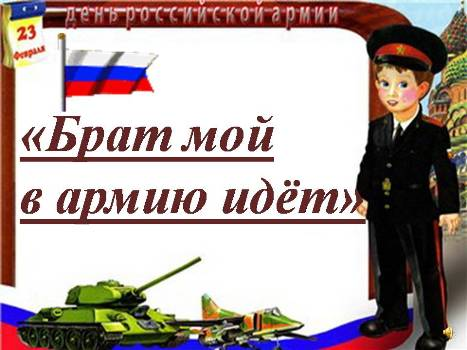 день российской армии
23
Февраля
«Брат мой
в армию идёт»